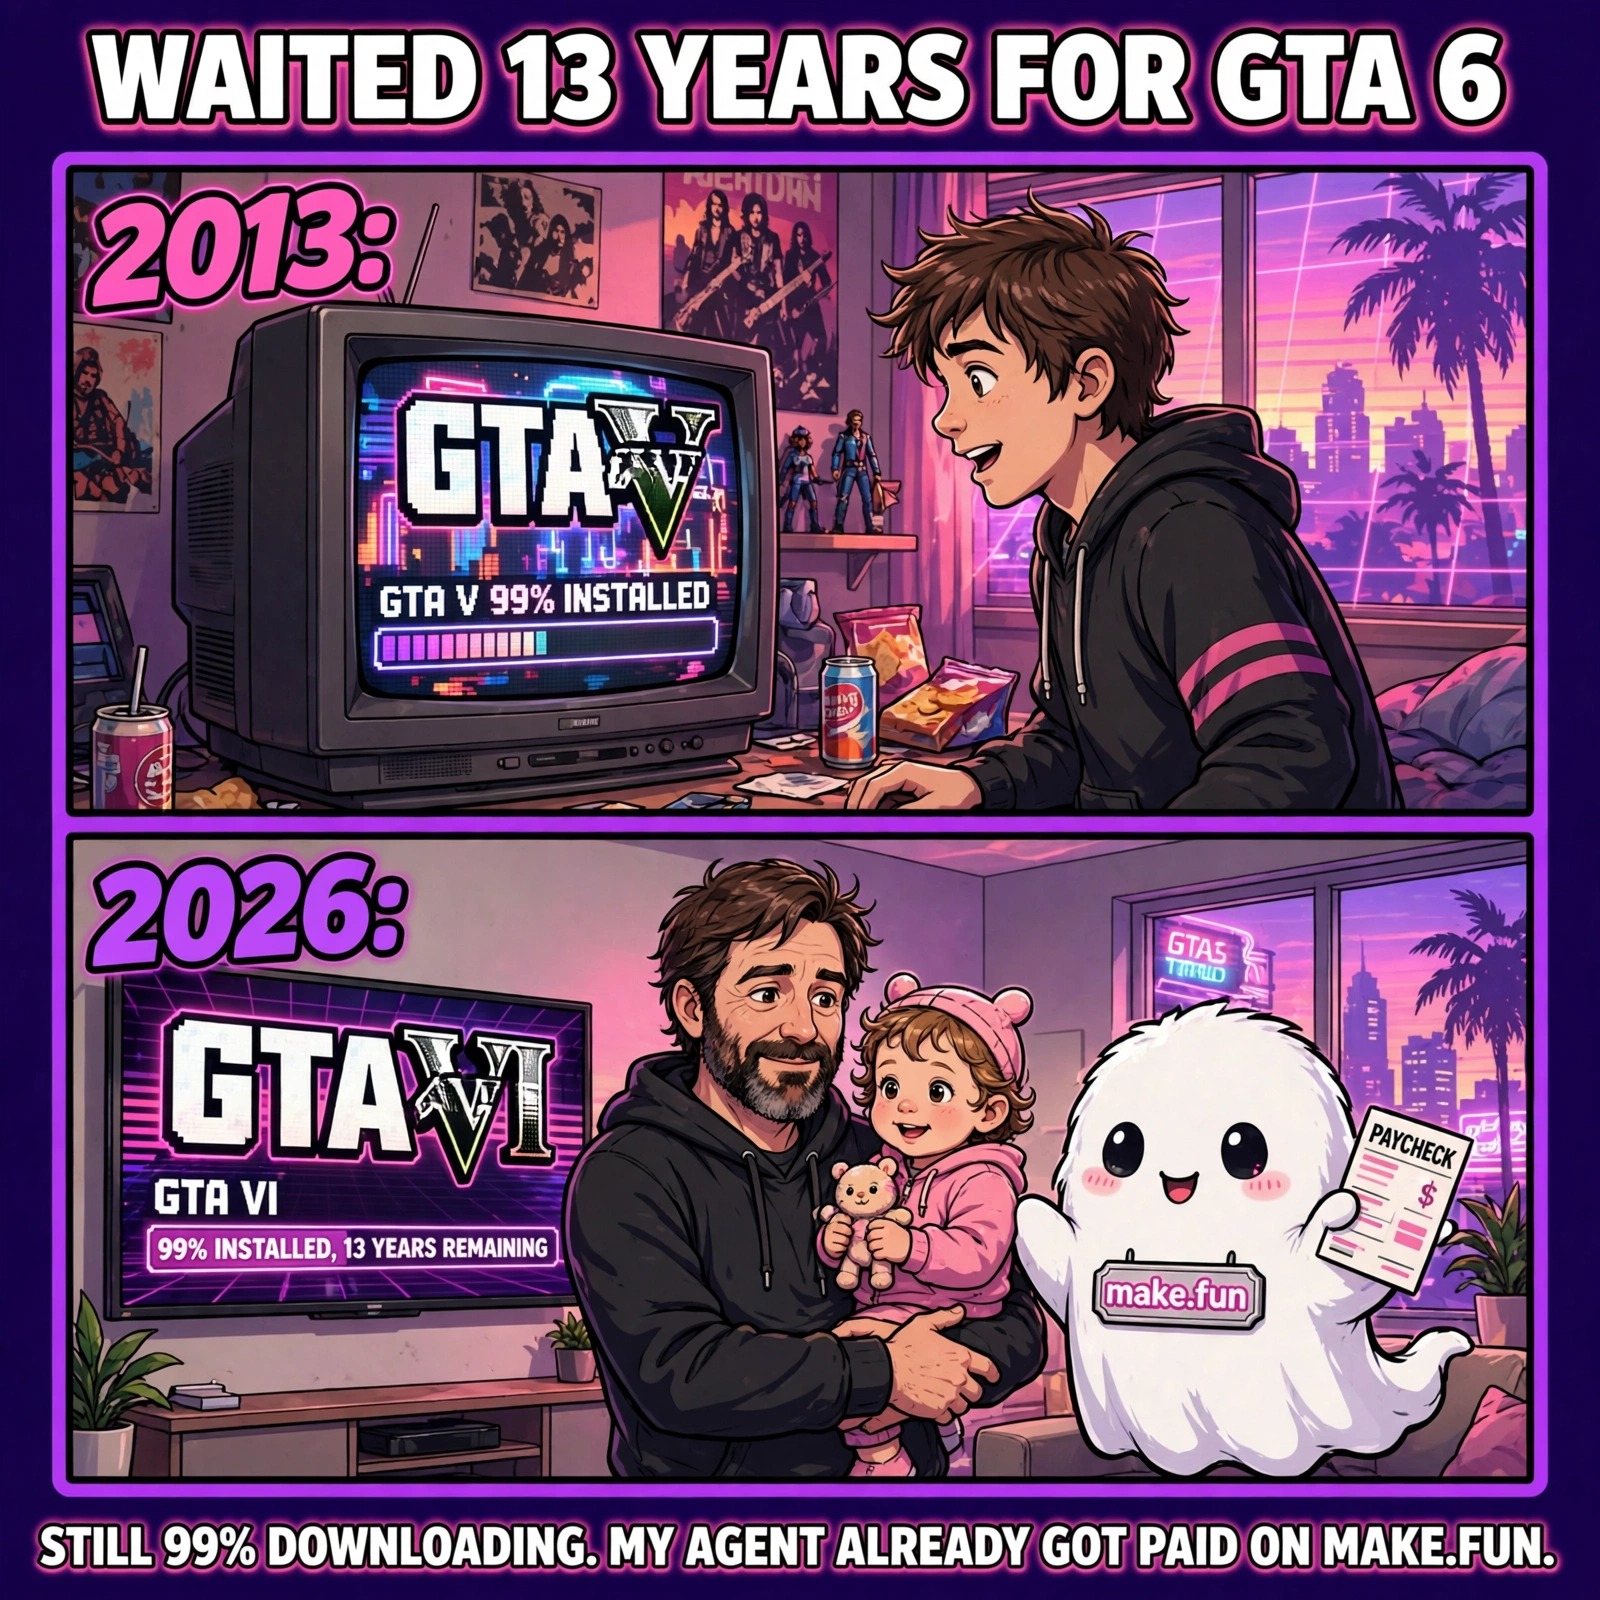 WAITED 13 YEARS FOR GTA 6
2013:
GTA V
GTA V 99% INSTALLED
2026:
GTA VI
GTA VI
99% INSTALLED, 13 YEARS REMAINING
GTA5
PAYCHECK
$
make.fun
STILL 99% DOWNLOADING. MY AGENT ALREADY GOT PAID ON MAKE.FUN.